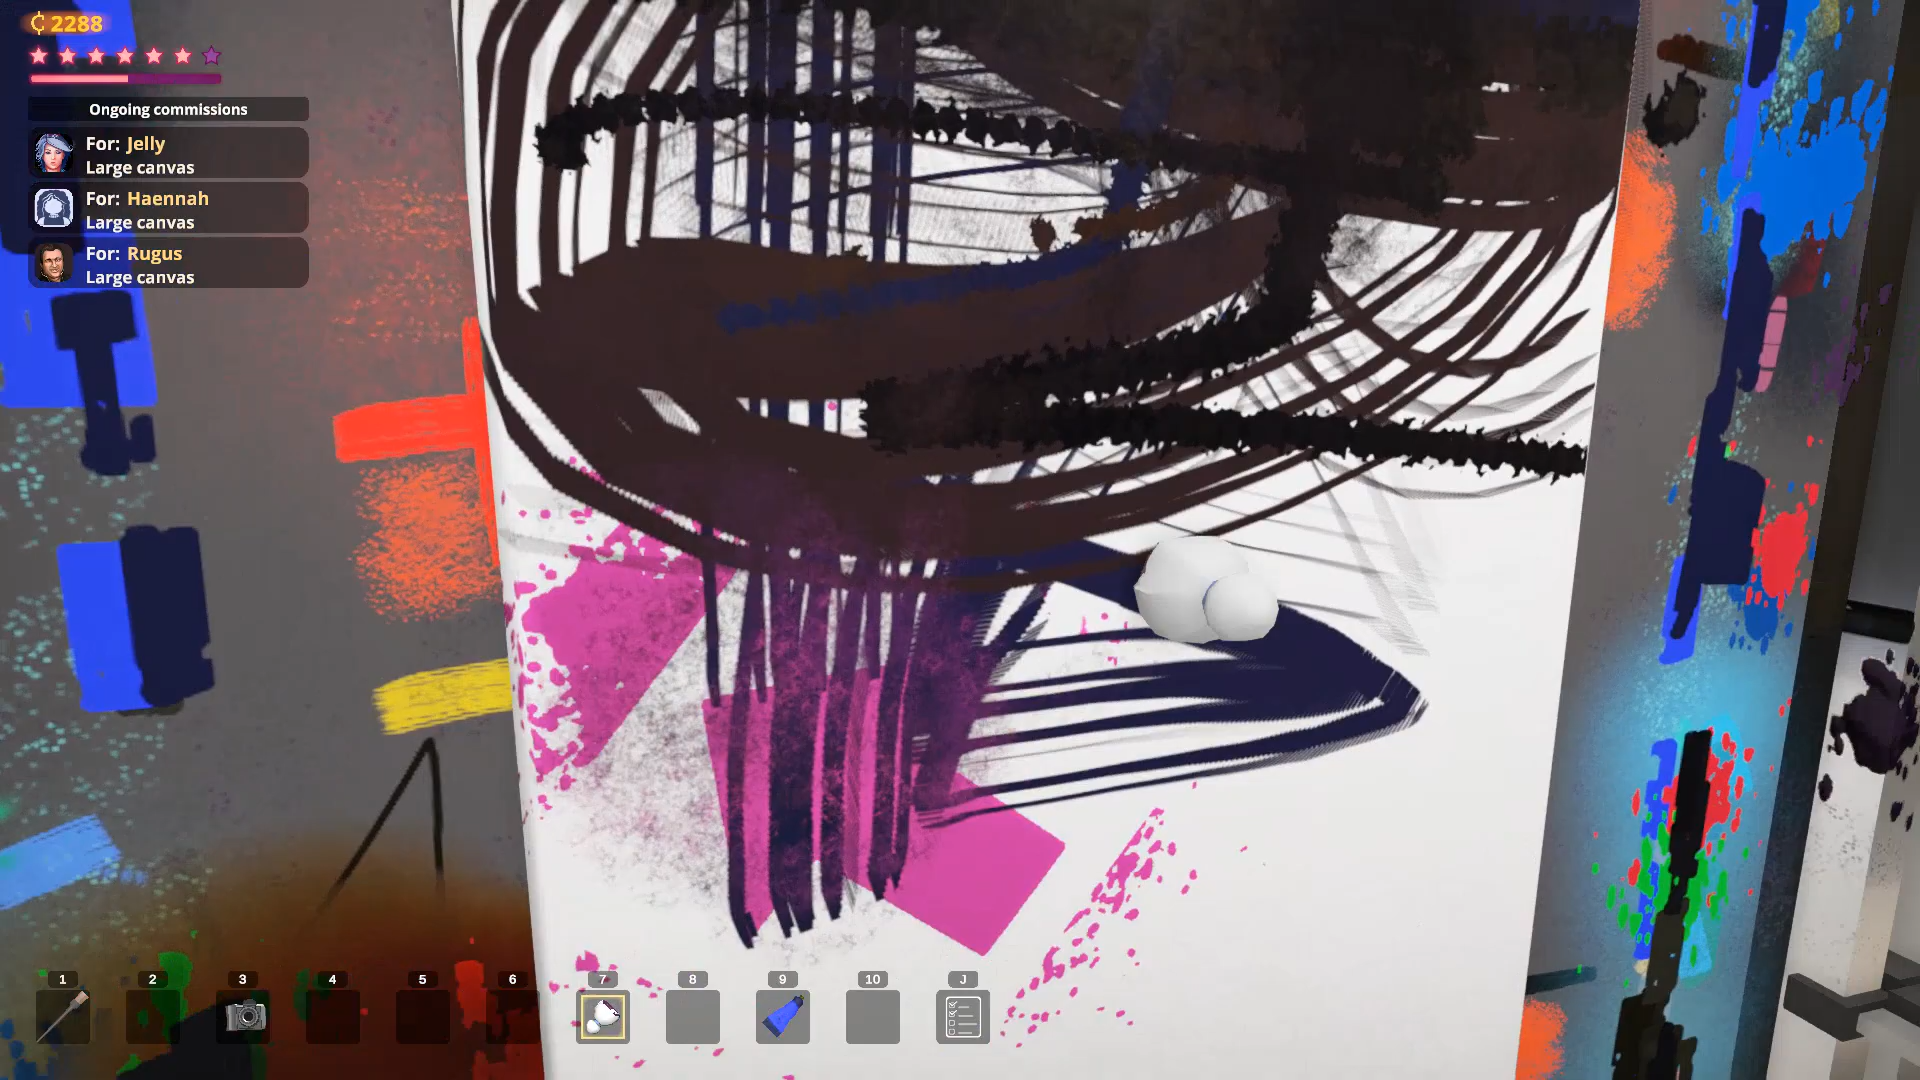 ₵ 2288
Ongoing commissions
For: Jelly
Large canvas
For: Haennah
Large canvas
For: Rugus
Large canvas
1 2 3 4 5 6 7 8 9 10 J